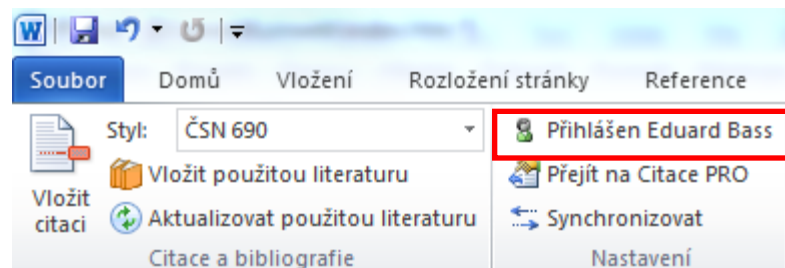 W
Soubor Domů Vložení Rozložení stránky Reference
Styl: ČSN 690 Přihlášen Eduard Bass
Vložit použitou literaturu Přejít na Citace PRO
Vložit
citaci Aktualizovat použitou literaturu Synchronizovat
Citace a bibliografie Nastavení